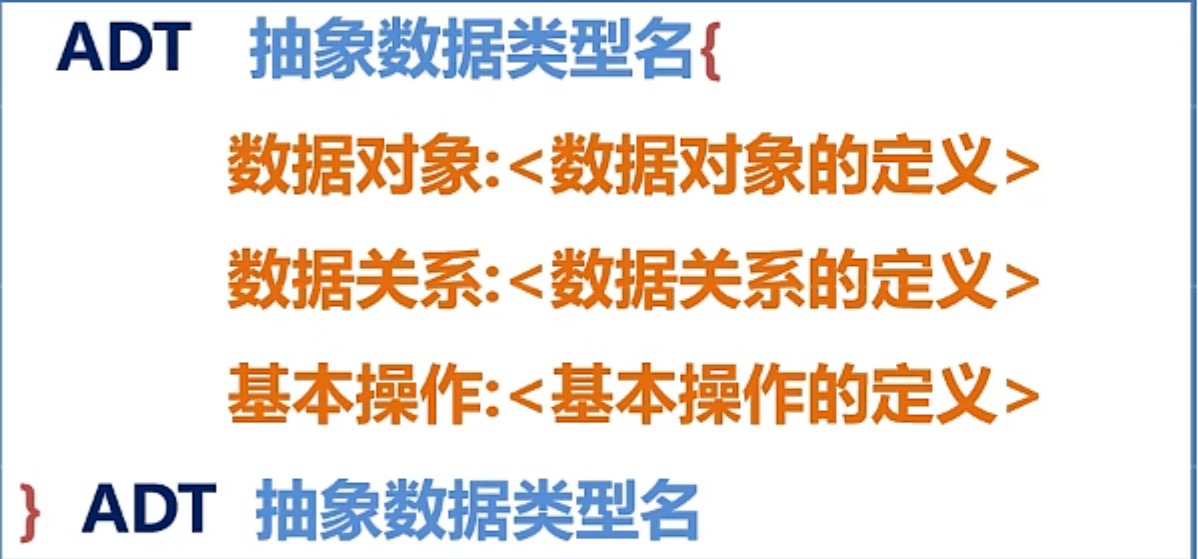 ADT 抽象数据类型名{
数据对象:<数据对象的定义>
数据关系:<数据关系的定义>
基本操作:<基本操作的定义>
} ADT 抽象数据类型名